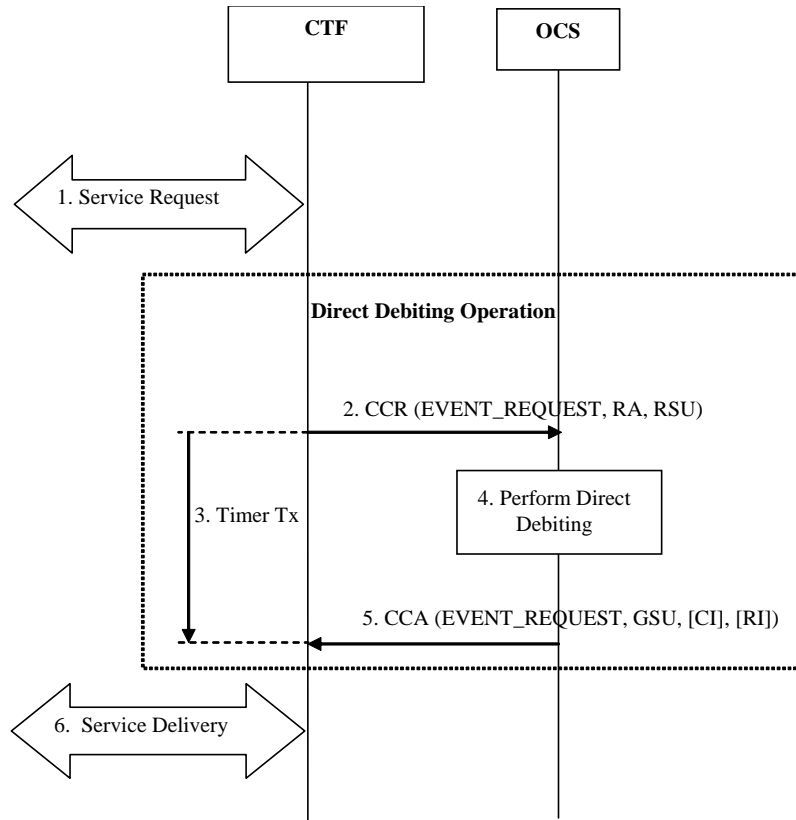 CTF
OCS
1. Service Request
Direct Debiting Operation
2. CCR (EVENT_REQUEST, RA, RSU)
3. Timer Tx
4. Perform Direct
Debiting
5. CCA (EVENT_REQUEST, GSU, [CI], [RI])
6. Service Delivery